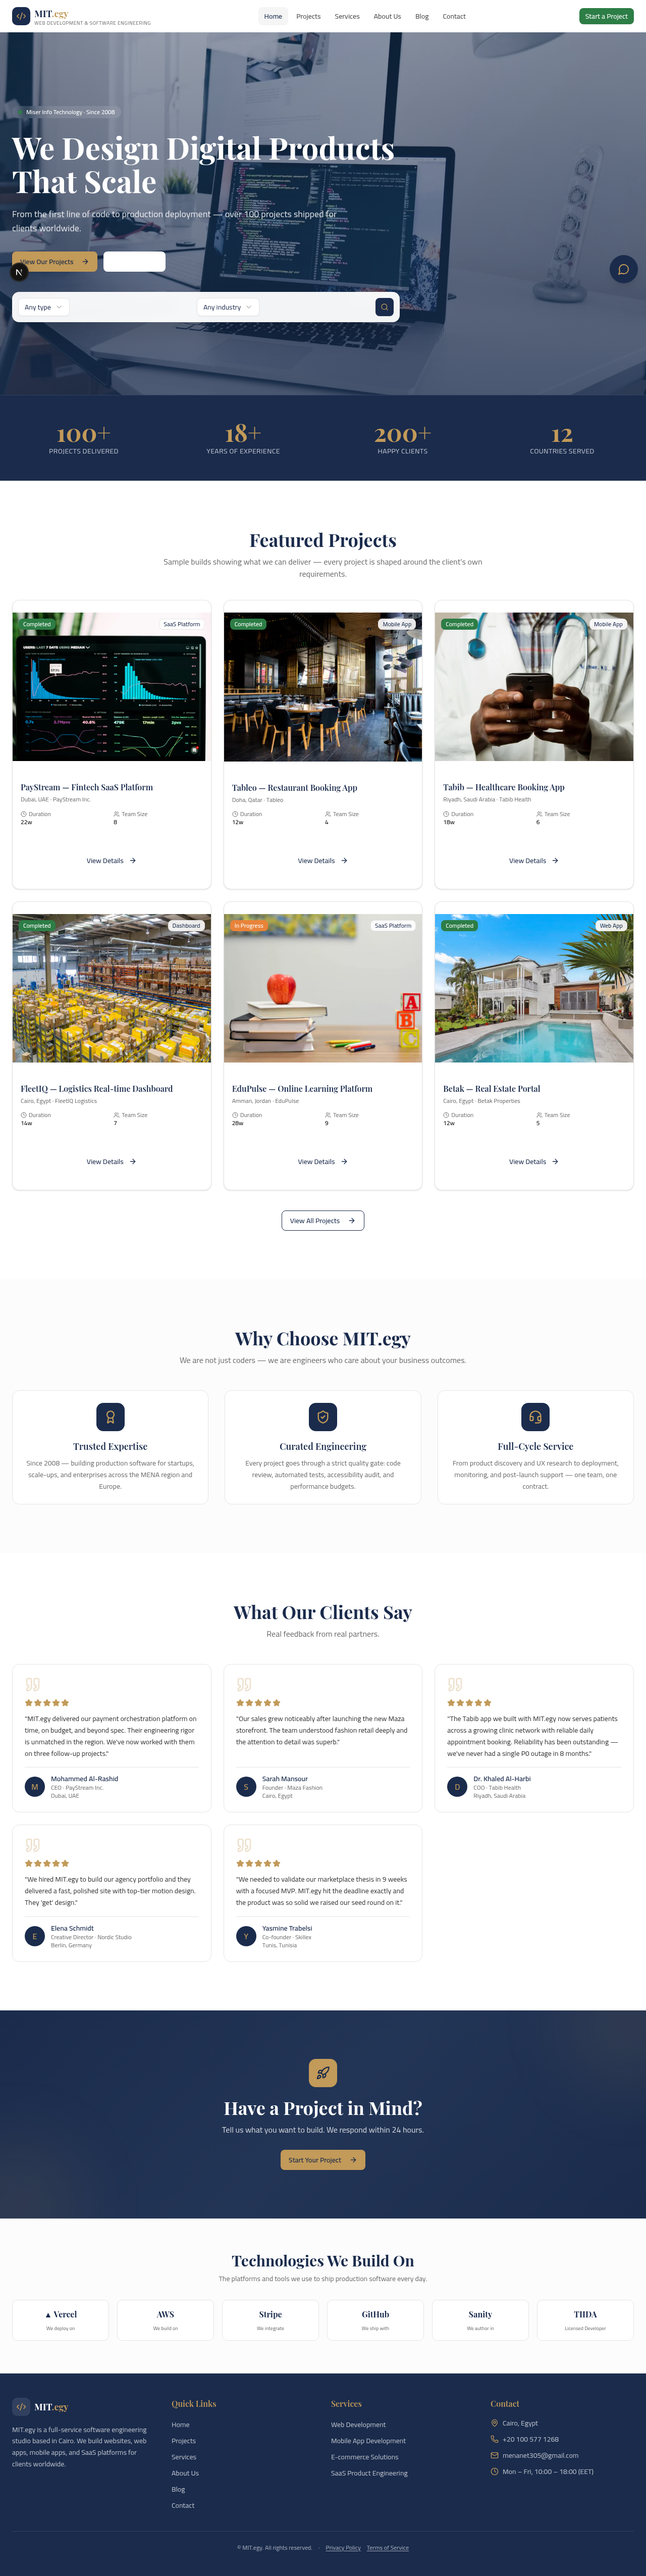 MIT.egy
WEB DEVELOPMENT & SOFTWARE ENGINEERING
Home
Projects
Services
About Us
Blog
Contact
Start a Project
Miser Info Technology · Since 2008
We Design Digital Products
That Scale
From the first line of code to production deployment — over 100 projects shipped for
clients worldwide.
View Our Projects
N
Any type
Any industry
100+
PROJECTS DELIVERED
18+
YEARS OF EXPERIENCE
200+
HAPPY CLIENTS
12
COUNTRIES SERVED
Featured Projects
Sample builds showing what we can deliver — every project is shaped around the client's own
requirements.
Completed
SaaS Platform
PayStream — Fintech SaaS Platform
Dubai, UAE · PayStream Inc.
Duration
22w
Team Size
8
View Details
Completed
Mobile App
Tableo — Restaurant Booking App
Doha, Qatar · Tableo
Duration
12w
Team Size
4
View Details
Completed
Mobile App
Tabib — Healthcare Booking App
Riyadh, Saudi Arabia · Tabib Health
Duration
18w
Team Size
6
View Details
Completed
Dashboard
FleetIQ — Logistics Real-time Dashboard
Cairo, Egypt · FleetIQ Logistics
Duration
14w
Team Size
7
View Details
In Progress
SaaS Platform
A
B
C
EduPulse — Online Learning Platform
Amman, Jordan · EduPulse
Duration
28w
Team Size
9
View Details
Completed
Web App
Betak — Real Estate Portal
Cairo, Egypt · Betak Properties
Duration
12w
Team Size
5
View Details
View All Projects
Why Choose MIT.egy
We are not just coders — we are engineers who care about your business outcomes.
Trusted Expertise
Since 2008 — building production software for startups,
scale-ups, and enterprises across the MENA region and
Europe.
Curated Engineering
Every project goes through a strict quality gate: code
review, automated tests, accessibility audit, and
performance budgets.
Full-Cycle Service
From product discovery and UX research to deployment,
monitoring, and post-launch support — one team, one
contract.
What Our Clients Say
Real feedback from real partners.
"MIT.egy delivered our payment orchestration platform on
time, on budget, and beyond spec. Their engineering rigor
is unmatched in the region. We've now worked with them
on three follow-up projects."
M
Mohammed Al-Rashid
CEO · PayStream Inc.
Dubai, UAE
"Our sales grew noticeably after launching the new Maza
storefront. The team understood fashion retail deeply and
the attention to detail was superb."
S
Sarah Mansour
Founder · Maza Fashion
Cairo, Egypt
"The Tabib app we built with MIT.egy now serves patients
across a growing clinic network with reliable daily
appointment booking. Reliability has been outstanding —
we've never had a single P0 outage in 8 months."
D
Dr. Khaled Al-Harbi
COO · Tabib Health
Riyadh, Saudi Arabia
"We hired MIT.egy to build our agency portfolio and they
delivered a fast, polished site with top-tier motion design.
They 'get' design."
E
Elena Schmidt
Creative Director · Nordic Studio
Berlin, Germany
"We needed to validate our marketplace thesis in 9 weeks
with a focused MVP. MIT.egy hit the deadline exactly and
the product was so solid we raised our seed round on it."
Y
Yasmine Trabelsi
Co-founder · Skillex
Tunis, Tunisia
Have a Project in Mind?
Tell us what you want to build. We respond within 24 hours.
Start Your Project
Technologies We Build On
The platforms and tools we use to ship production software every day.
▲ Vercel
We deploy on
AWS
We build on
Stripe
We integrate
GitHub
We ship with
Sanity
We author in
TIIDA
Licensed Developer
MIT.egy
MIT.egy is a full-service software engineering
studio based in Cairo. We build websites, web
apps, mobile apps, and SaaS platforms for
clients worldwide.
Quick Links
Home
Projects
Services
About Us
Blog
Contact
Services
Web Development
Mobile App Development
E-commerce Solutions
SaaS Product Engineering
Contact
Cairo, Egypt
+20 100 577 1268
menanet305@gmail.com
Mon – Fri, 10:00 – 18:00 (EET)
© MIT.egy. All rights reserved.
·
Privacy Policy
Terms of Service